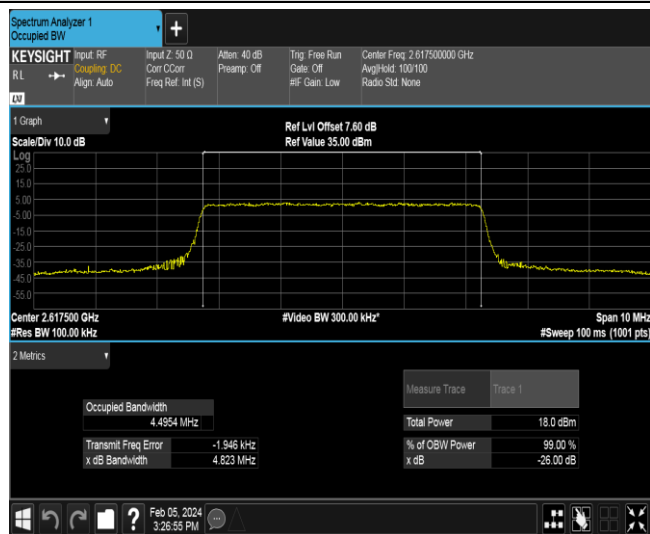 Spectrum Analyzer 1
Occupied BW
+
KEYSIGHT Input: RF Input Z: 50 Ω Atten: 40 dB Trig: Free Run Center Freq: 2.617500000 GHz
RL Coupling: DC Corr CCorr Preamp: Off Gate: Off Avg|Hold: 100/100
Align: Auto Freq Ref: Int (S) #IF Gain: Low Radio Std: None
LXI
1 Graph
Ref Lvl Offset 7.60 dB
Scale/Div 10.0 dB Ref Value 35.00 dBm
Log
25.0
15.0
5.00
-5.00
-15.0
-25.0
-35.0
-45.0
-55.0
Center 2.617500 GHz #Video BW 300.00 kHz* Span 10 MHz
#Res BW 100.00 kHz #Sweep 100 ms (1001 pts)
2 Metrics
Measure Trace Trace 1
Occupied Bandwidth
4.4954 MHz
Total Power 18.0 dBm
Transmit Freq Error -1.946 kHz % of OBW Power 99.00 %
x dB Bandwidth 4.823 MHz x dB -26.00 dB
? Feb 05, 2024
3:26:55 PM